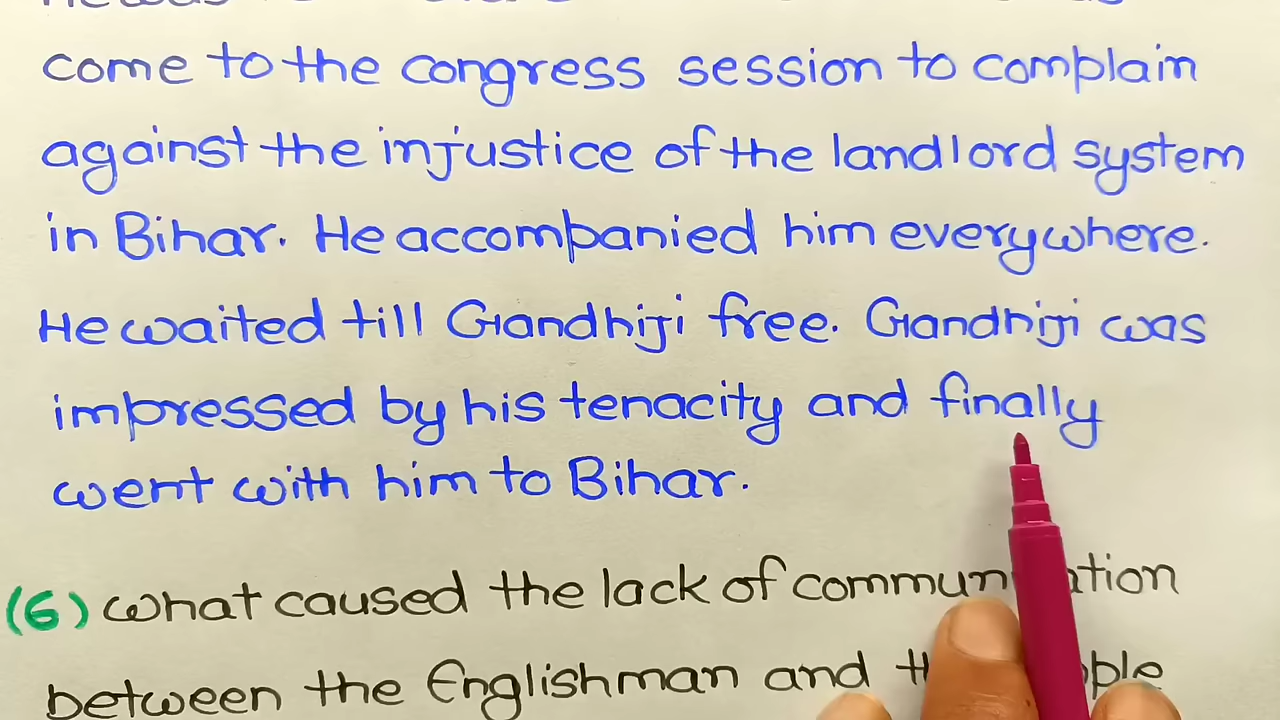 come to the congress session to complain
against the injustice of the landlord system
in Bihar. He accompanied him everywhere.
He waited till Gandhiji free. Gandhiji was
impressed by his tenacity and finally
went with him to Bihar.
(6) What caused the lack of
between the Englishman and